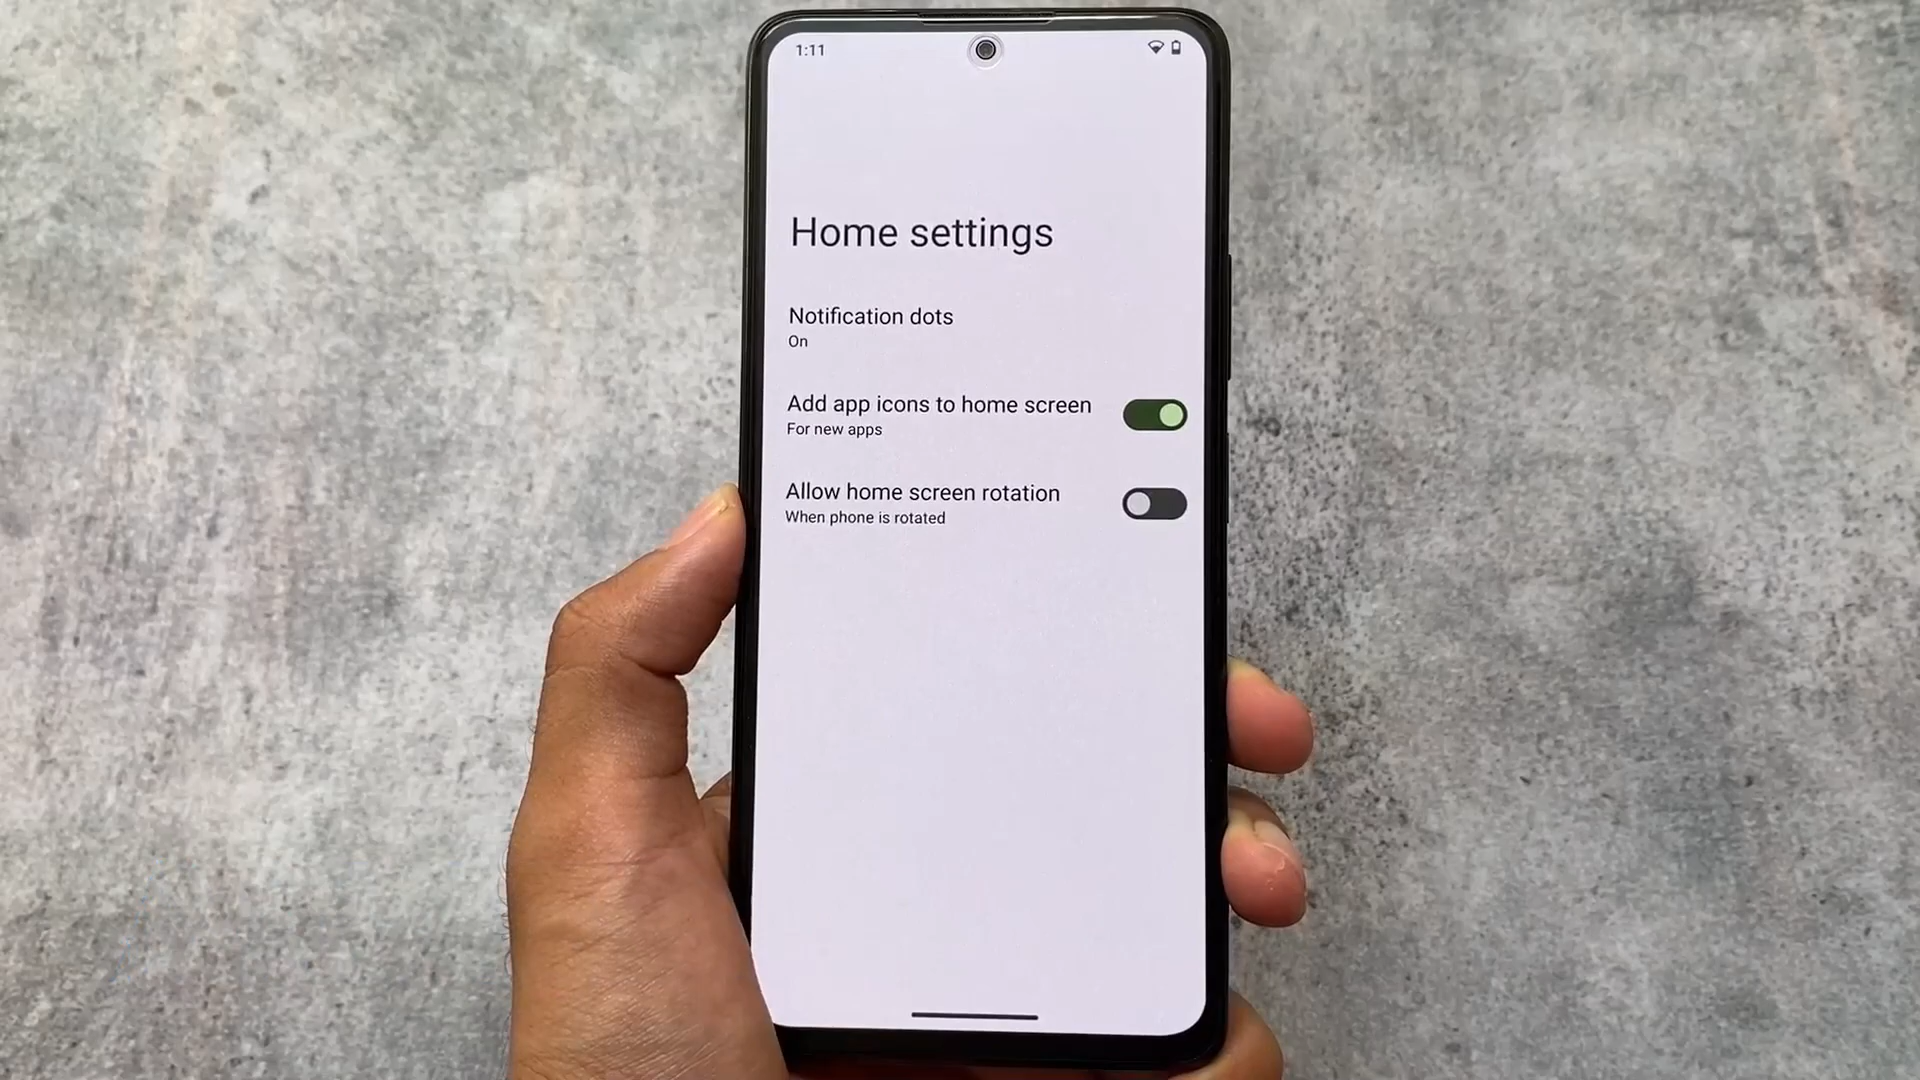 1:11
Home settings
Notification dots
On
Add app icons to home screen
For new apps
Allow home screen rotation
When phone is rotated